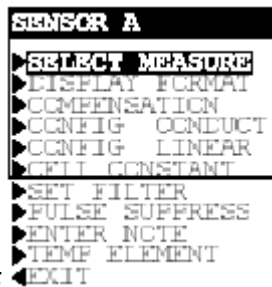 SENSOR A
SELECT MEASURE
DISPLAY FORMAT
COMPENSATION
CONFIG CONDUCT
CONFIG LINEAR
CELL CONSTANT
SET FILTER
PULSE SUPPRESS
ENTER NOTE
TEMP ELEMENT
EXIT